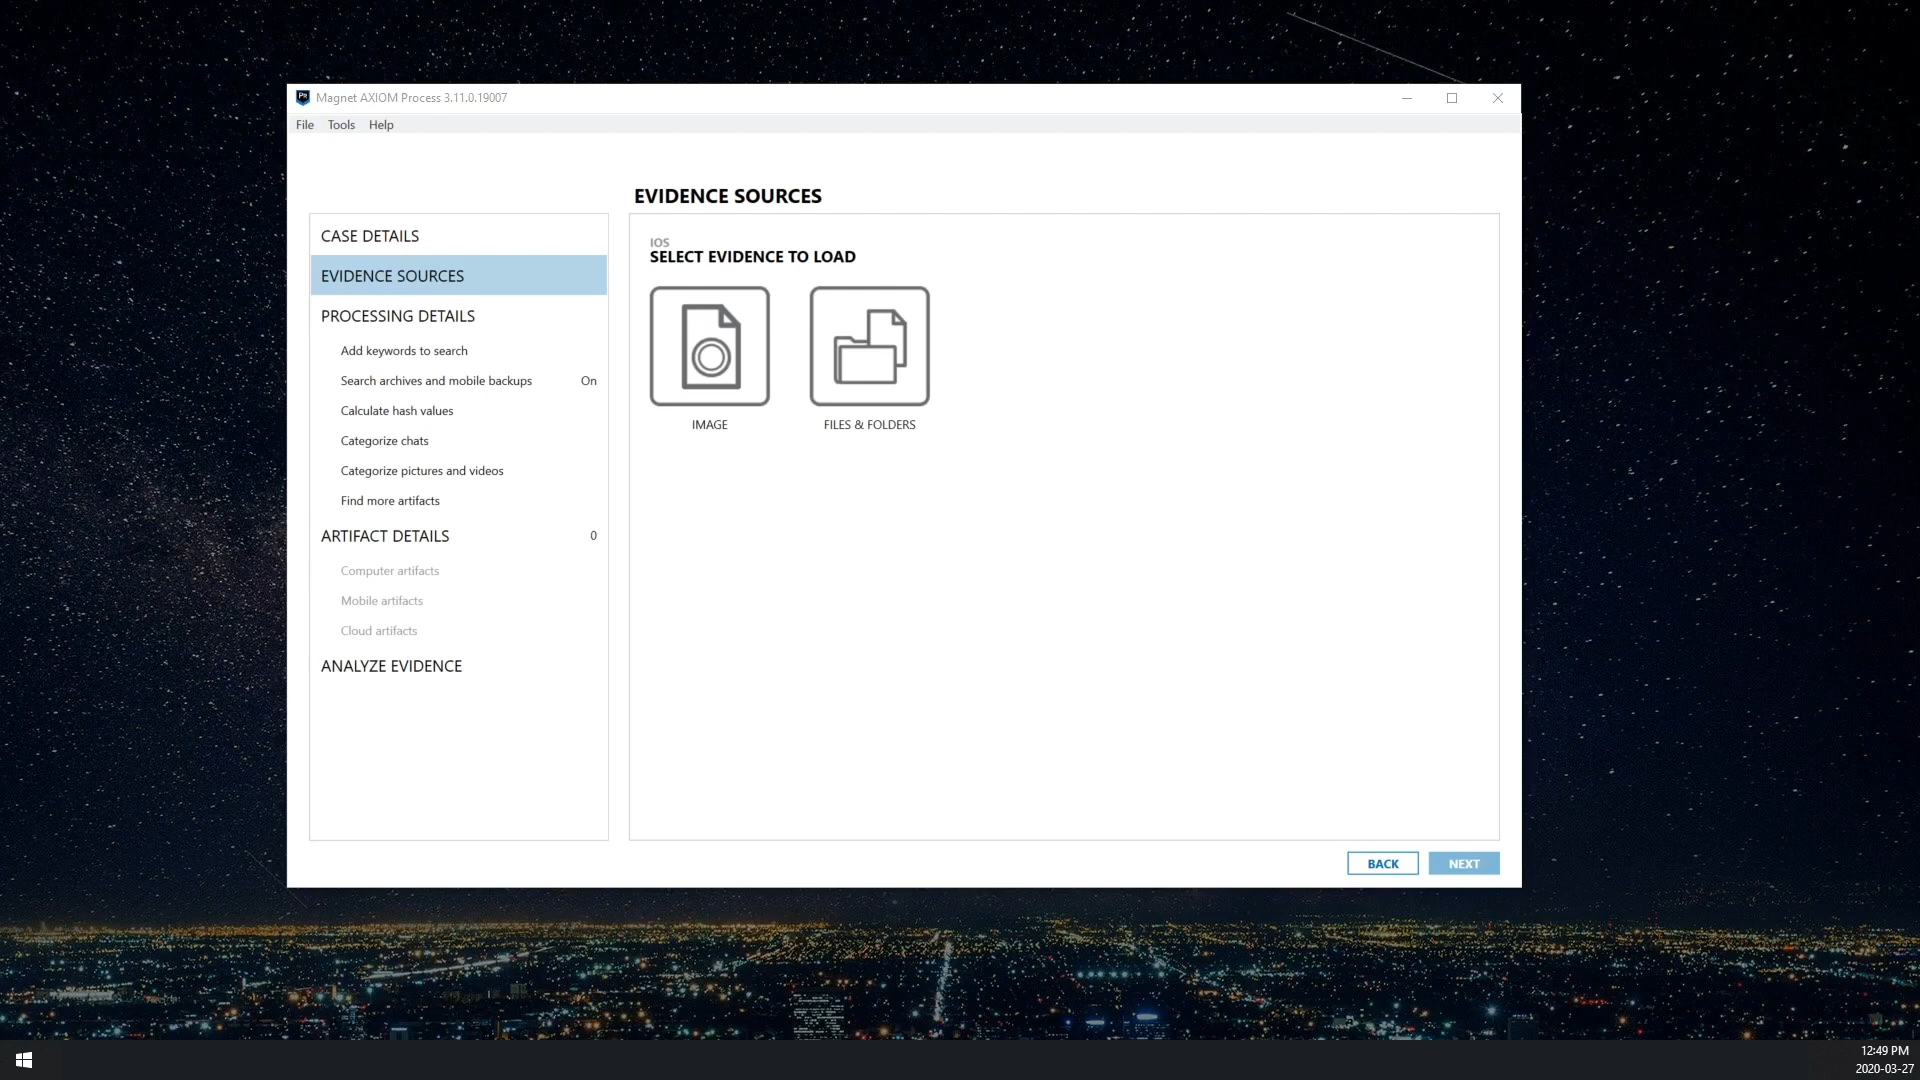 Magnet AXIOM Process 3.11.0.19007
File Tools Help
EVIDENCE SOURCES
CASE DETAILS
EVIDENCE SOURCES
PROCESSING DETAILS
Add keywords to search
Search archives and mobile backups On
Calculate hash values
Categorize chats
Categorize pictures and videos
Find more artifacts
ARTIFACT DETAILS 0
Computer artifacts
Mobile artifacts
Cloud artifacts
ANALYZE EVIDENCE
IOS
SELECT EVIDENCE TO LOAD
IMAGE FILES & FOLDERS
BACK NEXT
12:49 PM
2020-03-27